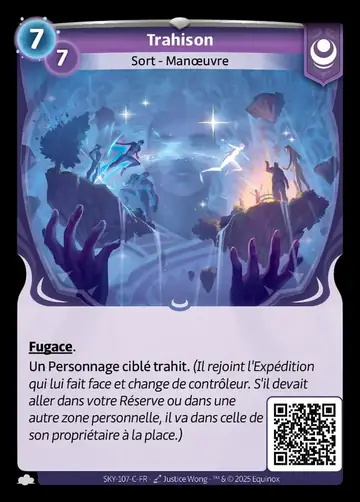 7
7
Trahison
Sort - Manœuvre
Fugace.
Un Personnage ciblé trahit. (Il rejoint l'Expédition
qui lui fait face et change de contrôleur. S'il devait
aller dans votre Réserve ou dans une
autre zone personnelle, il va dans celle de
son propriétaire à la place.)
SKY-107-C-FR - Justice Wong - ™ & © 2025 Equinox